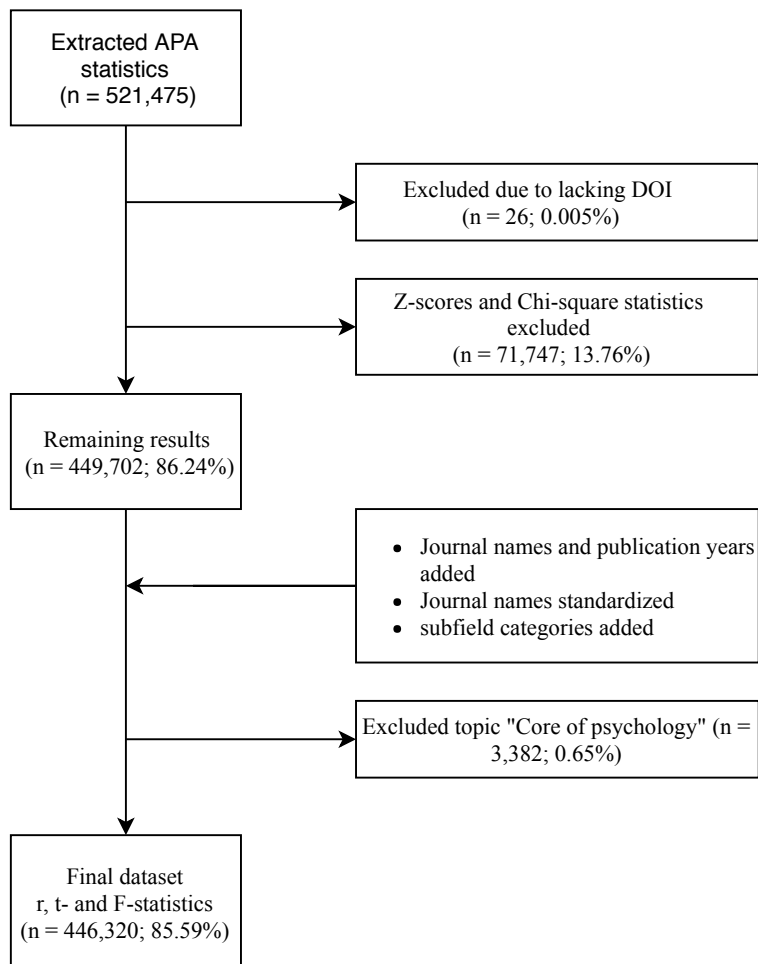 Extracted APA
statistics
(n = 521,475)
Excluded due to lacking DOI
(n = 26; 0.005%)
Z-scores and Chi-square statistics
excluded
(n = 71,747; 13.76%)
Remaining results
(n = 449,702; 86.24%)
• Journal names and publication years
added
• Journal names standardized
• subfield categories added
Excluded topic "Core of psychology" (n =
3,382; 0.65%)
Final dataset
r, t- and F-statistics
(n = 446,320; 85.59%)